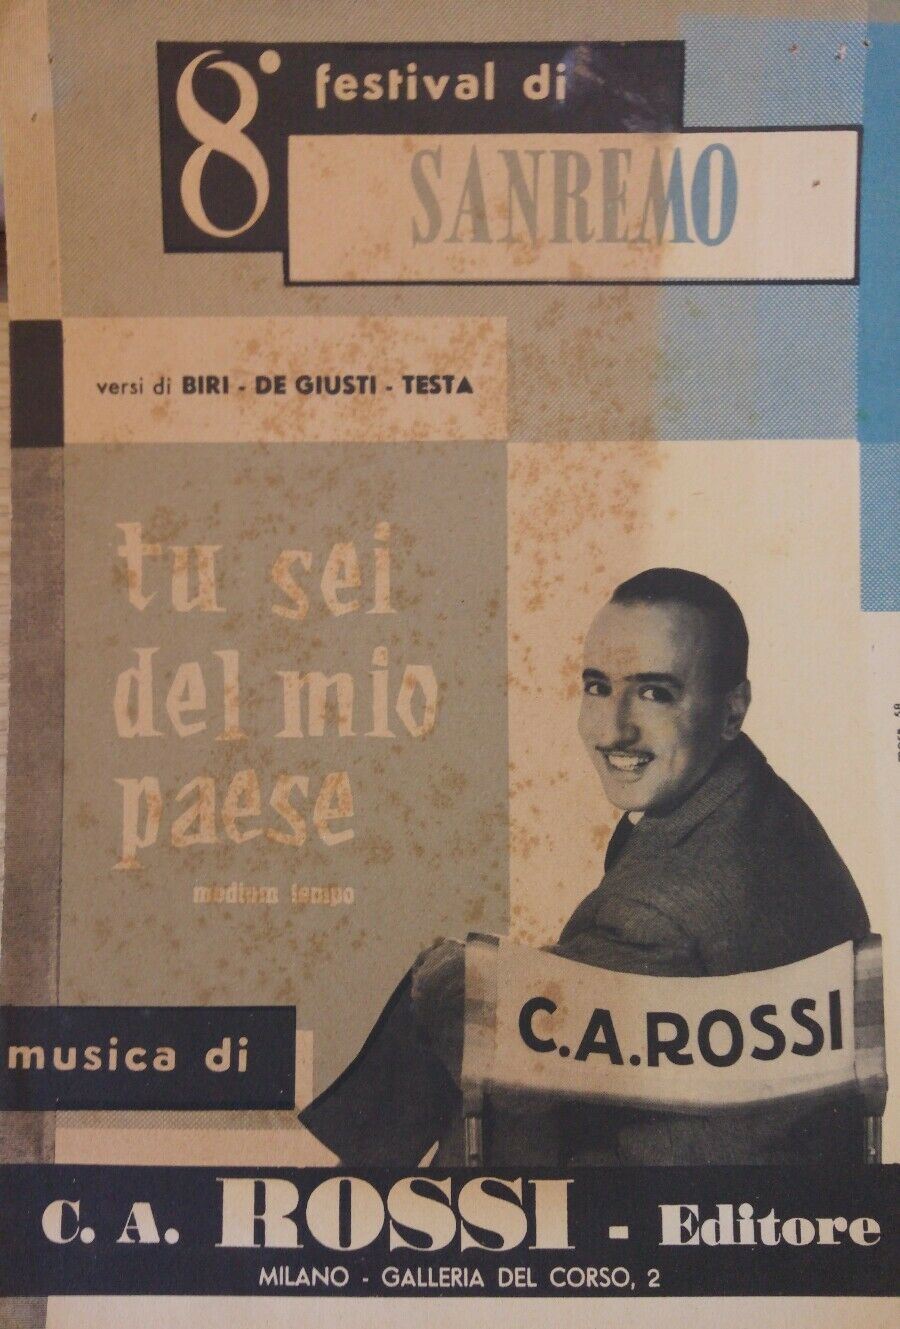 8° festival di
SANREMO
versi di BIRI - DE GIUSTI - TESTA
tu sei
del mio
paese
medium tempo
musica di
C.A.ROSSI
C. A. ROSSI - Editore
MILANO - GALLERIA DEL CORSO, 2